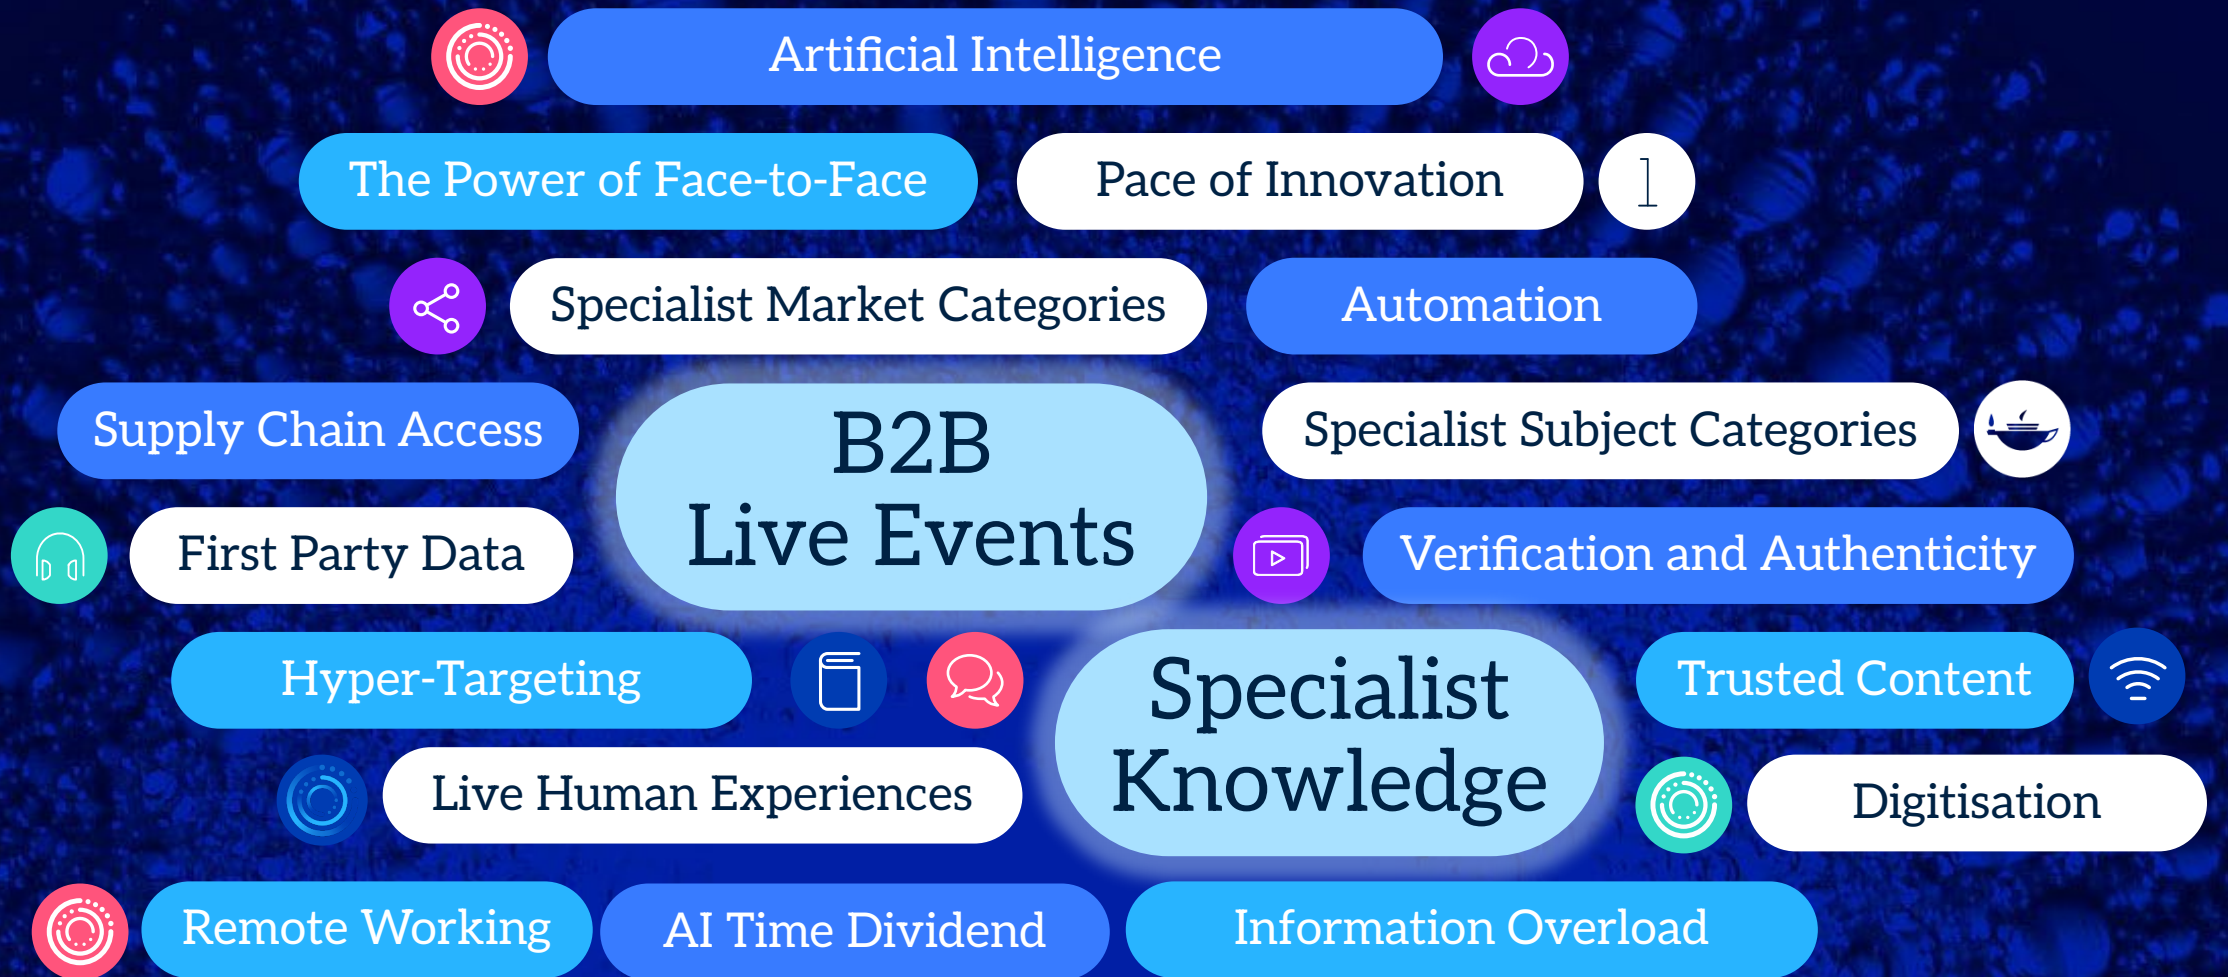 Artificial Intelligence
The Power of Face-to-Face
Pace of Innovation
Specialist Market Categories
Automation
Supply Chain Access
B2B
Live Events
Specialist Subject Categories
First Party Data
Verification and Authenticity
Hyper-Targeting
Specialist
Knowledge
Trusted Content
Live Human Experiences
Digitisation
Remote Working
AI Time Dividend
Information Overload